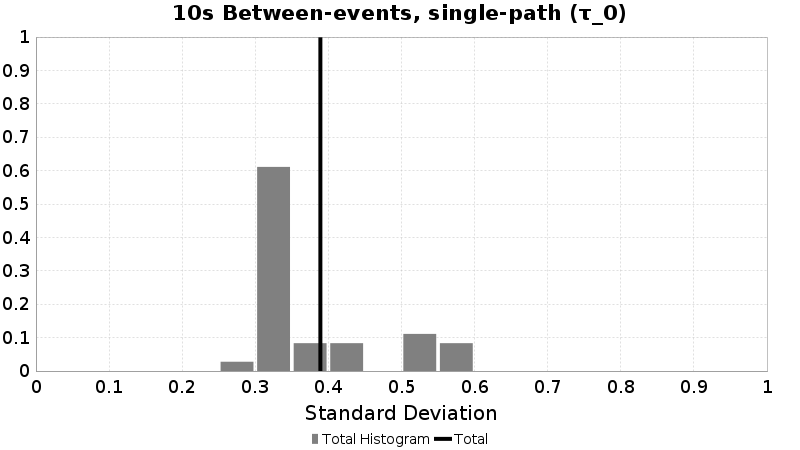 10s Between-events, single-path (τ_0)
1
0.9
0.8
0.7
0.6
0.5
0.4
0.3
0.2
0.1
0
0 0.1 0.2 0.3 0.4 0.5 0.6 0.7 0.8 0.9 1
Standard Deviation
Total Histogram Total